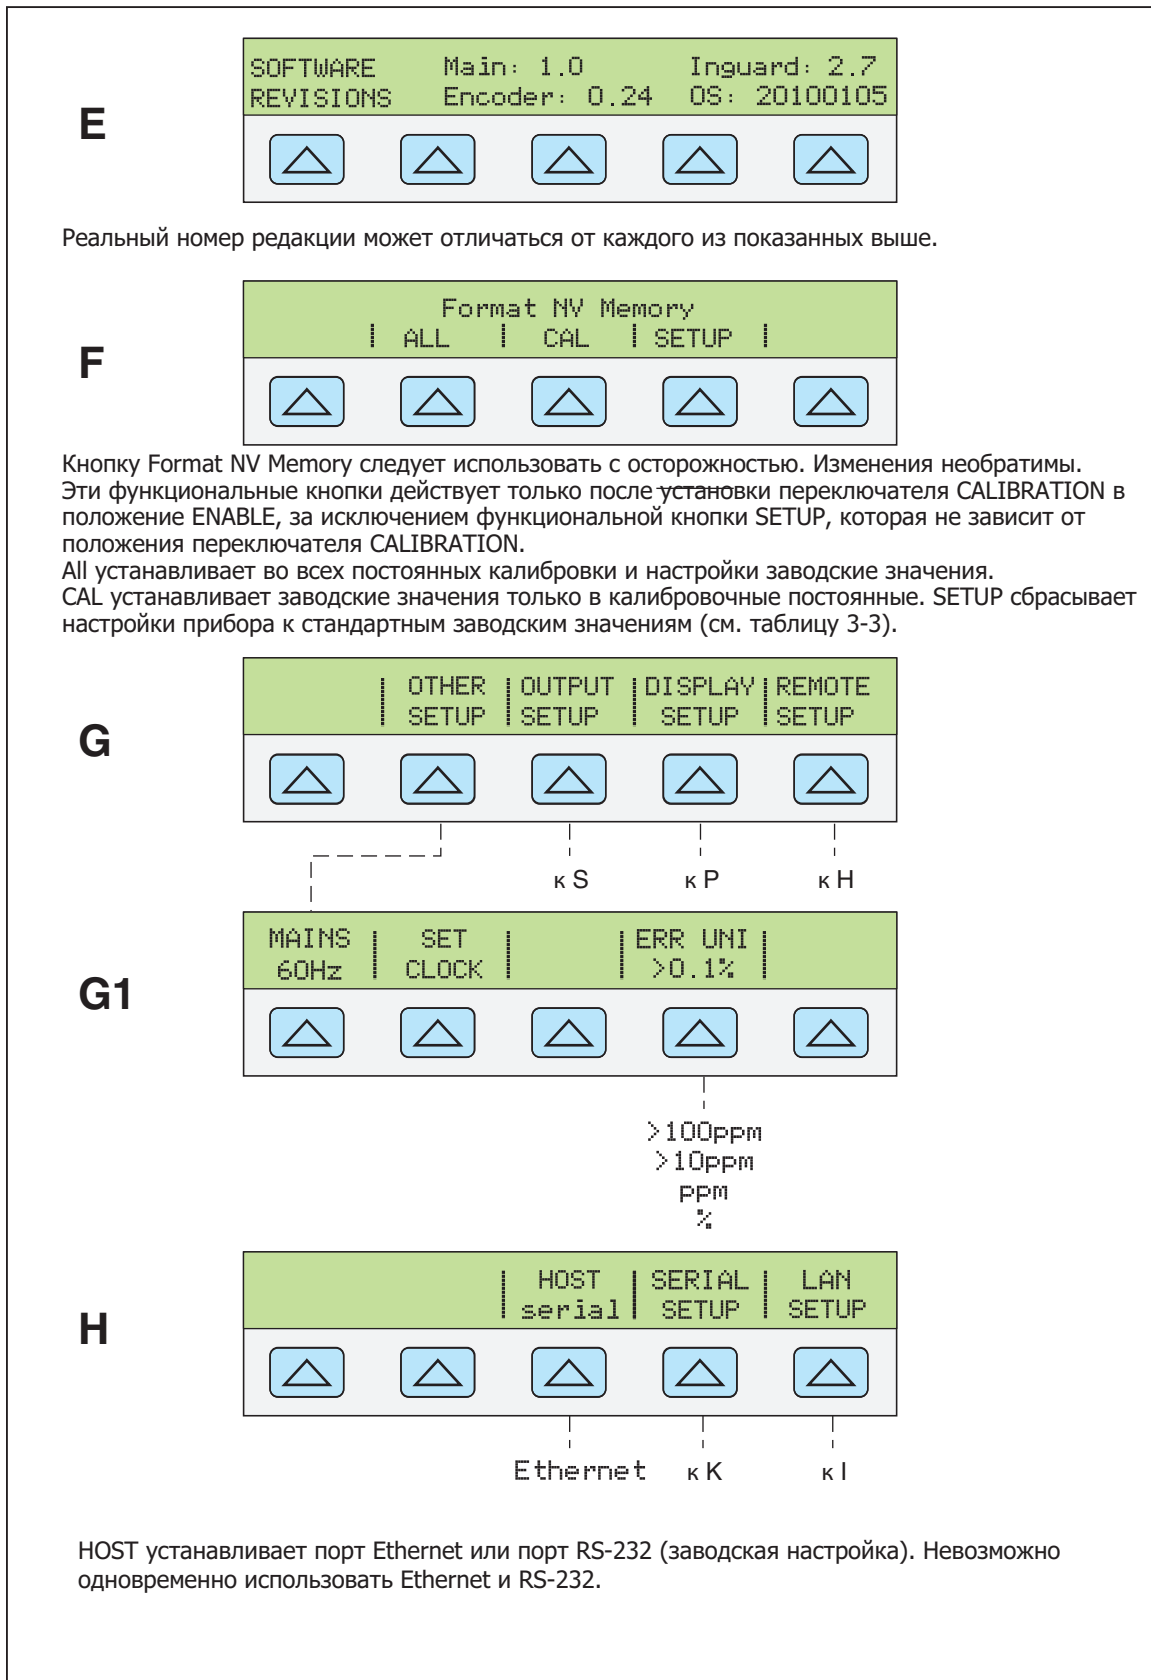 E
SOFTWARE Main: 1.0 Inguard: 2.7
REVISIONS Encoder: 0.24 OS: 20100105
Реальный номер редакции может отличаться от каждого из показанных выше.
F
Format NV Memory
ALL CAL SETUP
Кнопку Format NV Memory следует использовать с осторожностью. Изменения необратимы.
Эти функциональные кнопки действует только после установки переключателя CALIBRATION в
положение ENABLE, за исключением функциональной кнопки SETUP, которая не зависит от
положения переключателя CALIBRATION.
All устанавливает во всех постоянных калибровки и настройки заводские значения.
CAL устанавливает заводские значения только в калибровочные постоянные. SETUP сбрасывает
настройки прибора к стандартным заводским значениям (см. таблицу 3-3).
G
OTHER OUTPUT DISPLAY REMOTE
SETUP SETUP SETUP SETUP
к S к P к H
G1
MAINS SET ERR UNI
60Hz CLOCK >0.1%
>100ppm
>10ppm
ppm
%
H
HOST SERIAL LAN
serial SETUP SETUP
Ethernet к K к I
HOST устанавливает порт Ethernet или порт RS-232 (заводская настройка). Невозможно
одновременно использовать Ethernet и RS-232.